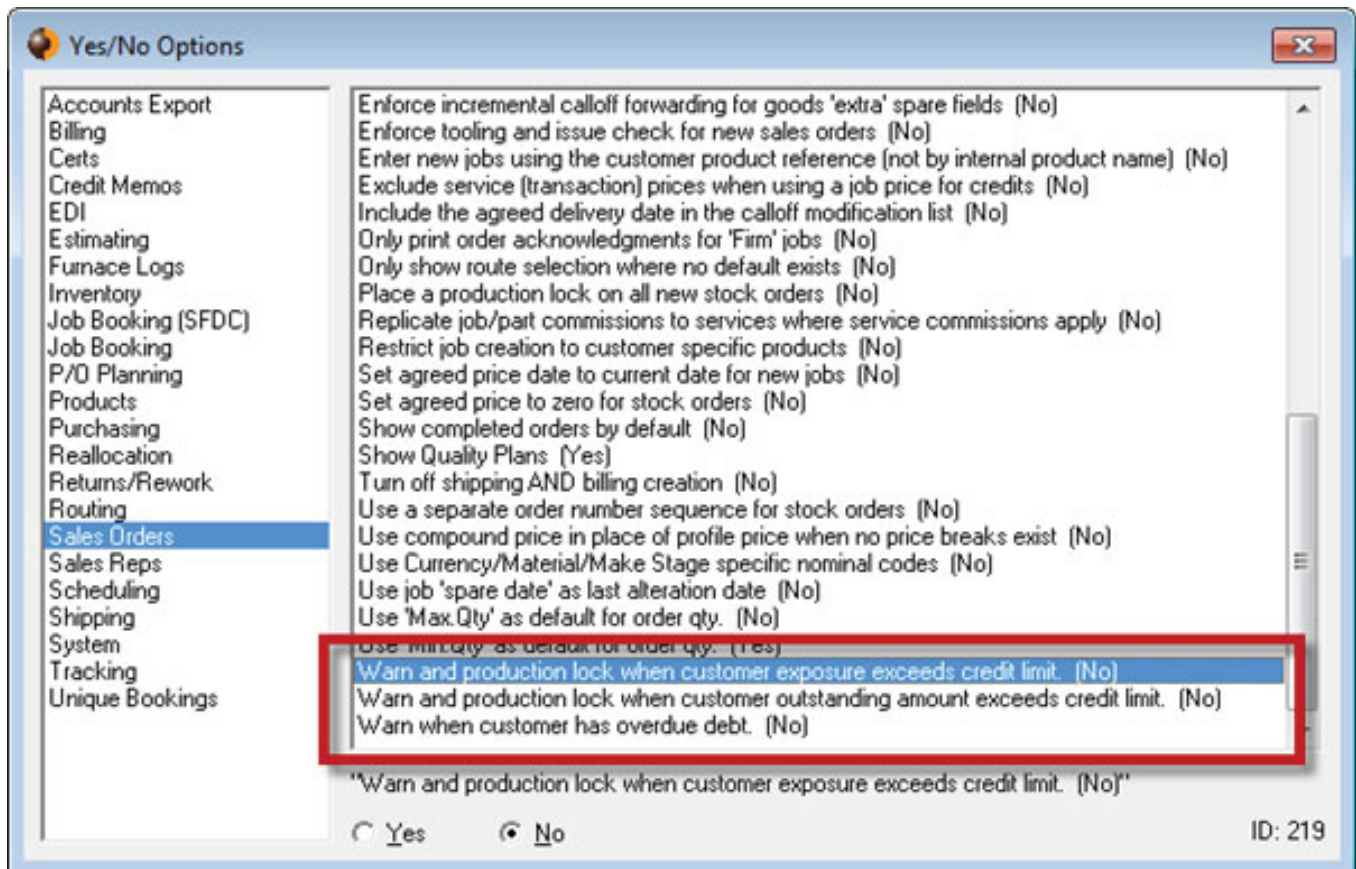 Yes/No Options
Accounts Export
Billing
Certs
Credit Memos
EDI
Estimating
Furnace Logs
Inventory
Job Booking (SFDC)
Job Booking
P/O Planning
Products
Purchasing
Reallocation
Returns/Rework
Routing
Sales Orders
Sales Reps
Scheduling
Shipping
System
Tracking
Unique Bookings
Enforce incremental calloff forwarding for goods 'extra' spare fields (No)
Enforce tooling and issue check for new sales orders (No)
Enter new jobs using the customer product reference (not by internal product name) (No)
Exclude service (transaction) prices when using a job price for credits (No)
Include the agreed delivery date in the calloff modification list (No)
Only print order acknowledgments for 'Firm' jobs (No)
Only show route selection where no default exists (No)
Place a production lock on all new stock orders (No)
Replicate job/part commissions to services where service commissions apply (No)
Restrict job creation to customer specific products (No)
Set agreed price date to current date for new jobs (No)
Set agreed price to zero for stock orders (No)
Show completed orders by default (No)
Show Quality Plans (Yes)
Turn off shipping AND billing creation (No)
Use a separate order number sequence for stock orders (No)
Use compound price in place of profile price when no price breaks exist (No)
Use Currency/Material/Make Stage specific nominal codes (No)
Use job 'spare date' as last alteration date (No)
Use 'Max.Qty' as default for order qty. (No)
Use 'Min.Qty' as default for order qty. (Yes)
Warn and production lock when customer exposure exceeds credit limit. (No)
Warn and production lock when customer outstanding amount exceeds credit limit. (No)
Warn when customer has overdue debt. (No)
"Warn and production lock when customer exposure exceeds credit limit. (No)"
Yes No ID: 219